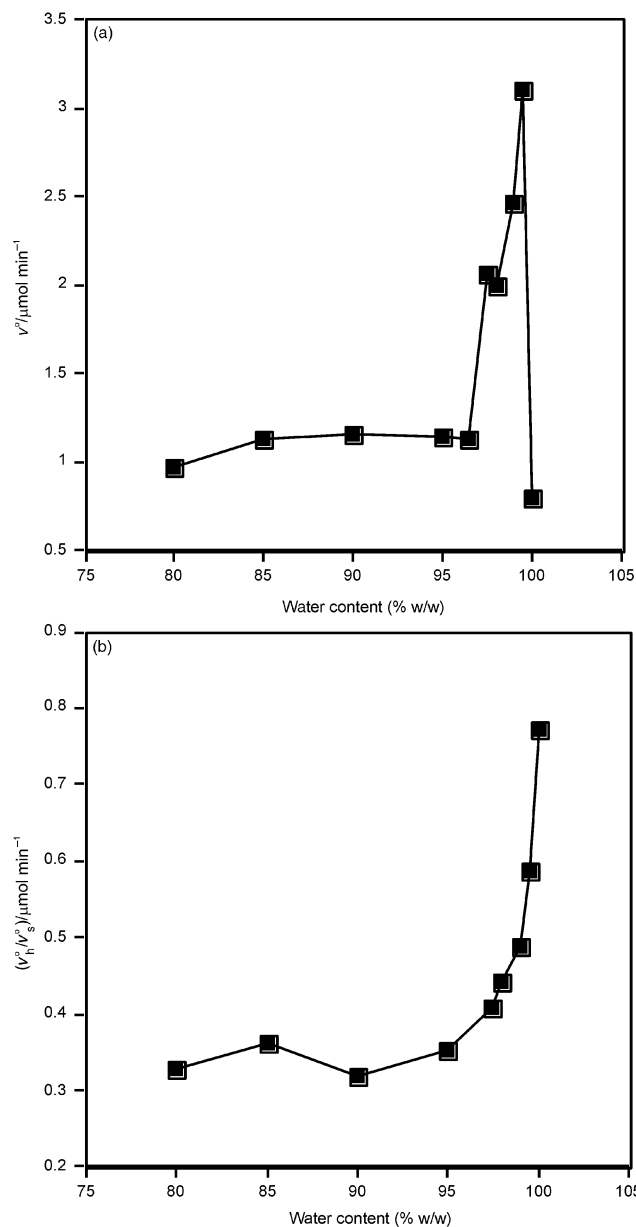 (a)
3.5
3
2.5
2
1.5
1
0.5
v°/μmol min⁻¹
75 80 85 90 95 100 105
Water content (% w/w)
(b)
0.9
0.8
0.7
0.6
0.5
0.4
0.3
0.2
(v°h/v°s)/μmol min⁻¹
75 80 85 90 95 100 105
Water content (% w/w)